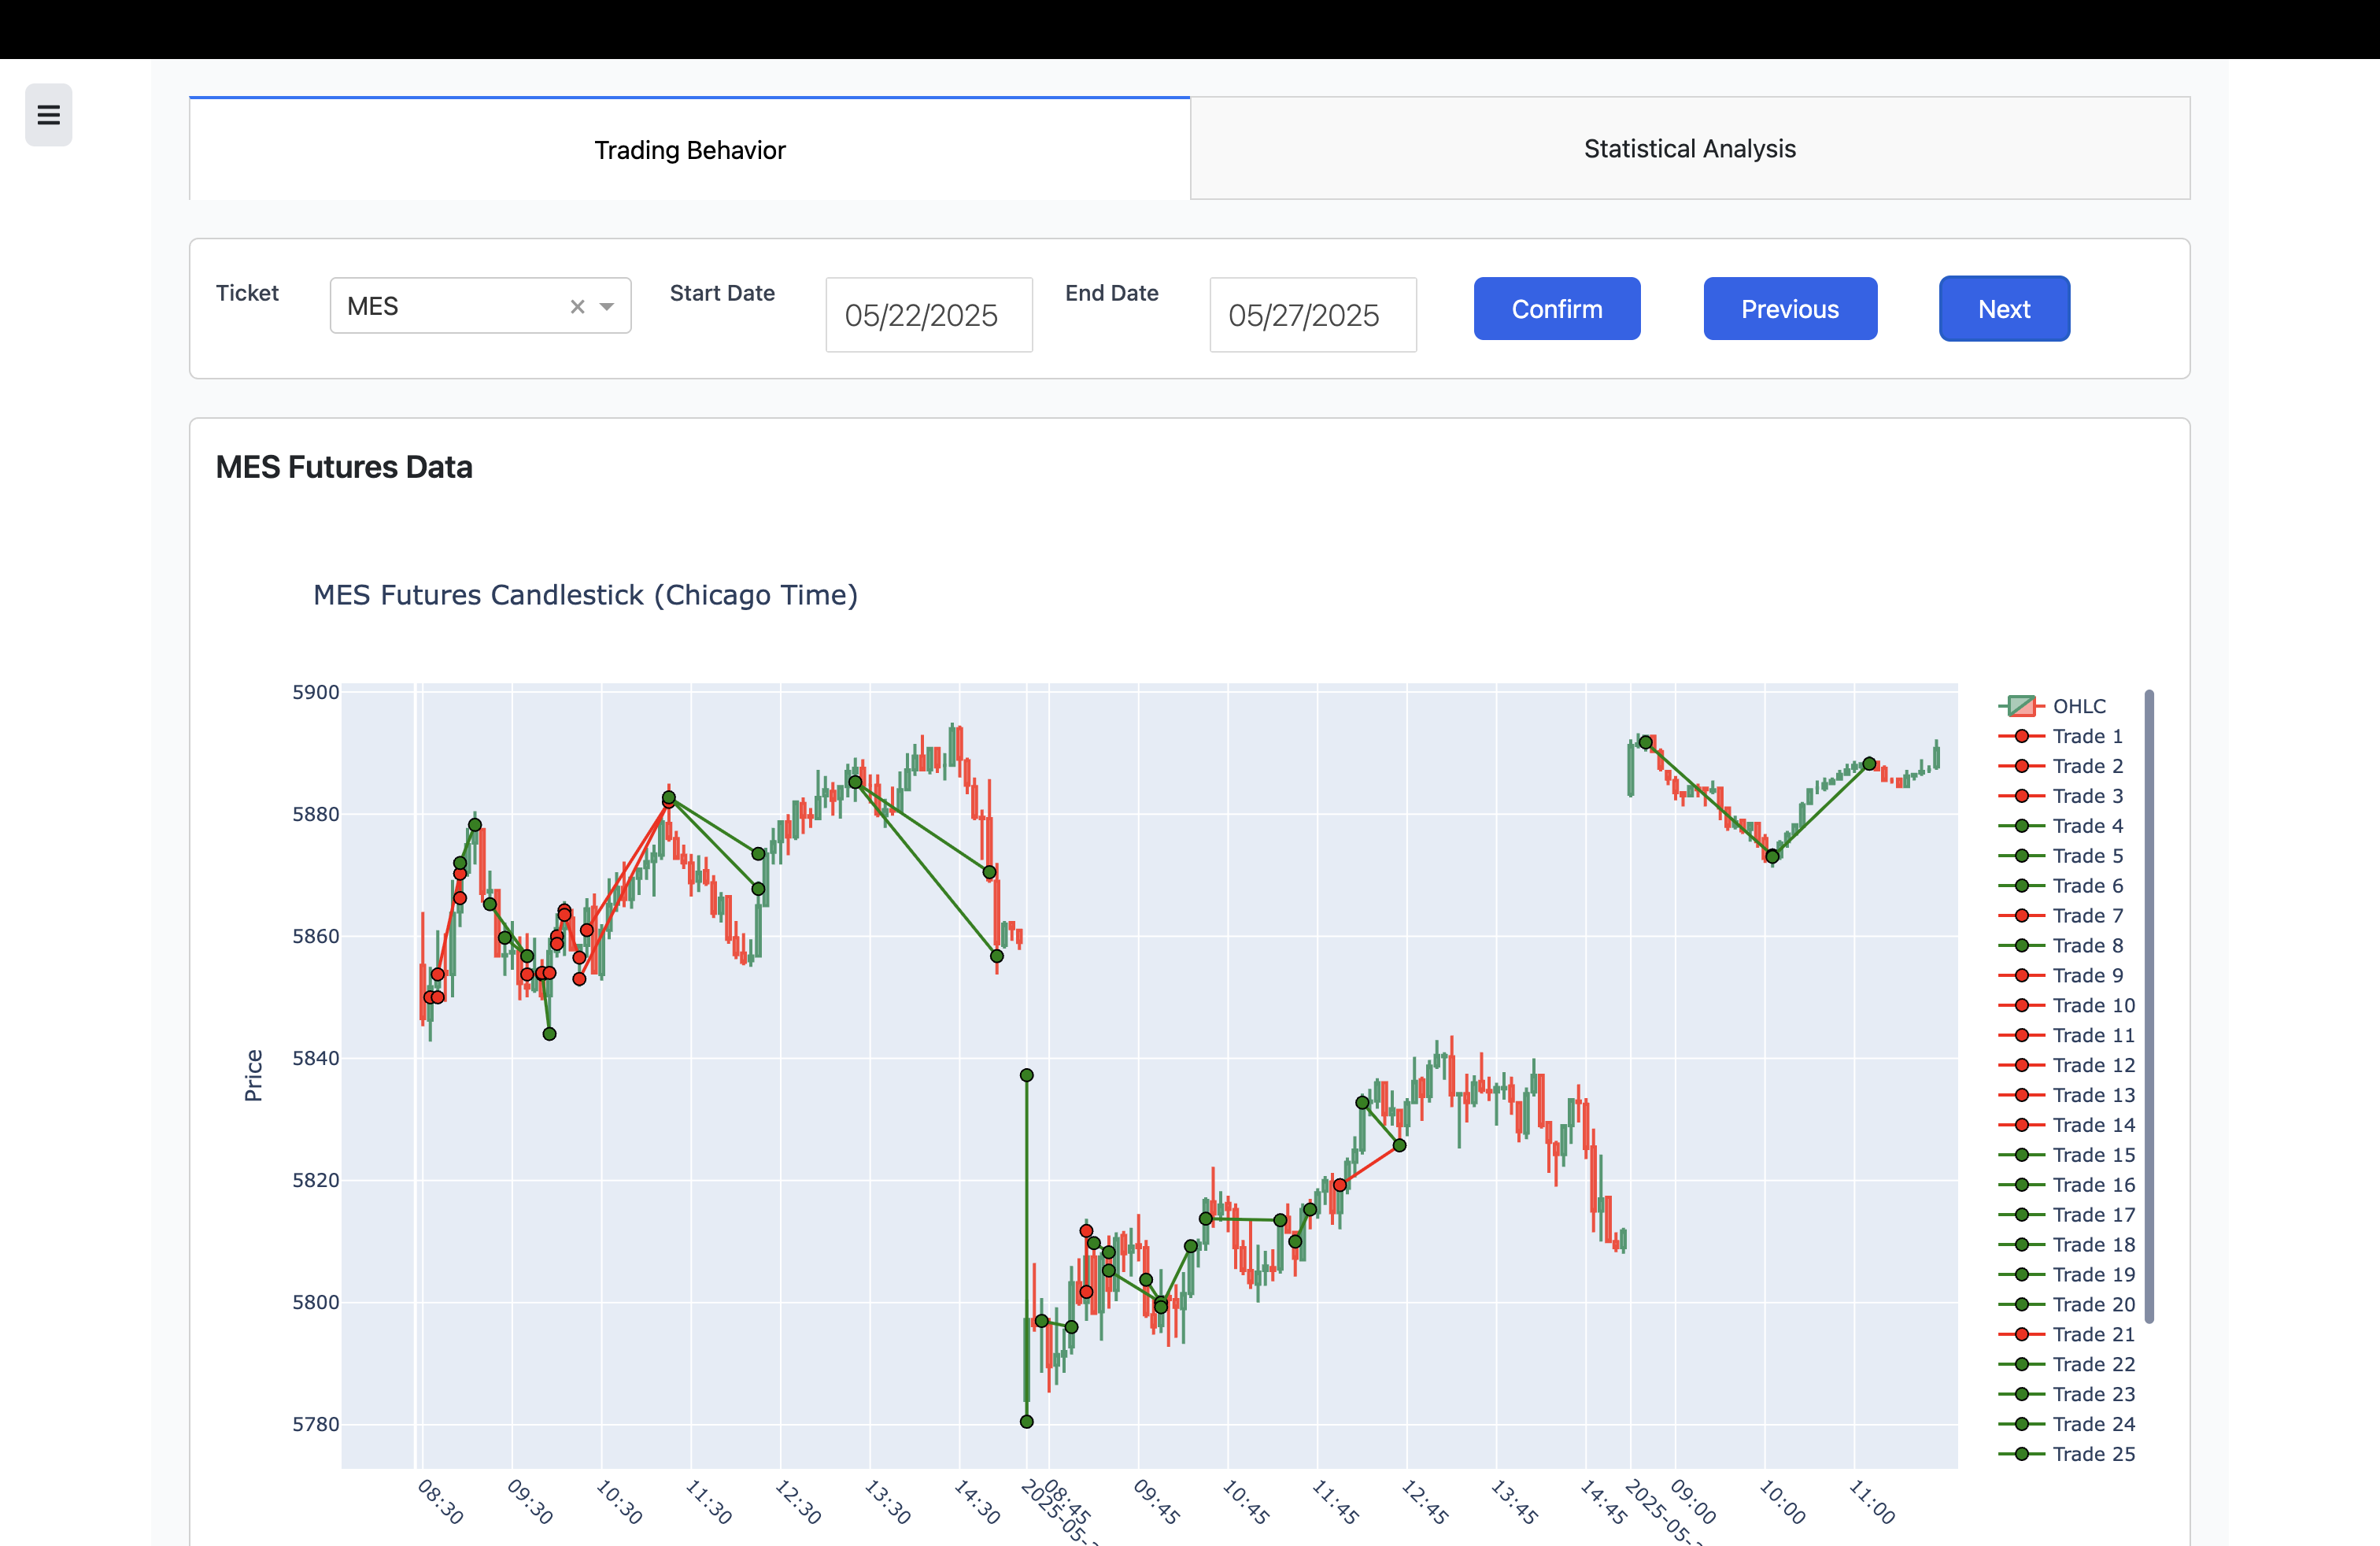 Trading Behavior
Statistical Analysis
Ticket
MES
Start Date
05/22/2025
End Date
05/27/2025
Confirm
Previous
Next
MES Futures Data
MES Futures Candlestick (Chicago Time)
Price
5900
5880
5860
5840
5820
5800
5780
08:30
09:30
10:30
11:30
12:30
13:30
14:30
2025-05-
08:45
09:45
10:45
11:45
12:45
13:45
14:45
2025-05-
09:00
10:00
11:00
OHLC
Trade 1
Trade 2
Trade 3
Trade 4
Trade 5
Trade 6
Trade 7
Trade 8
Trade 9
Trade 10
Trade 11
Trade 12
Trade 13
Trade 14
Trade 15
Trade 16
Trade 17
Trade 18
Trade 19
Trade 20
Trade 21
Trade 22
Trade 23
Trade 24
Trade 25